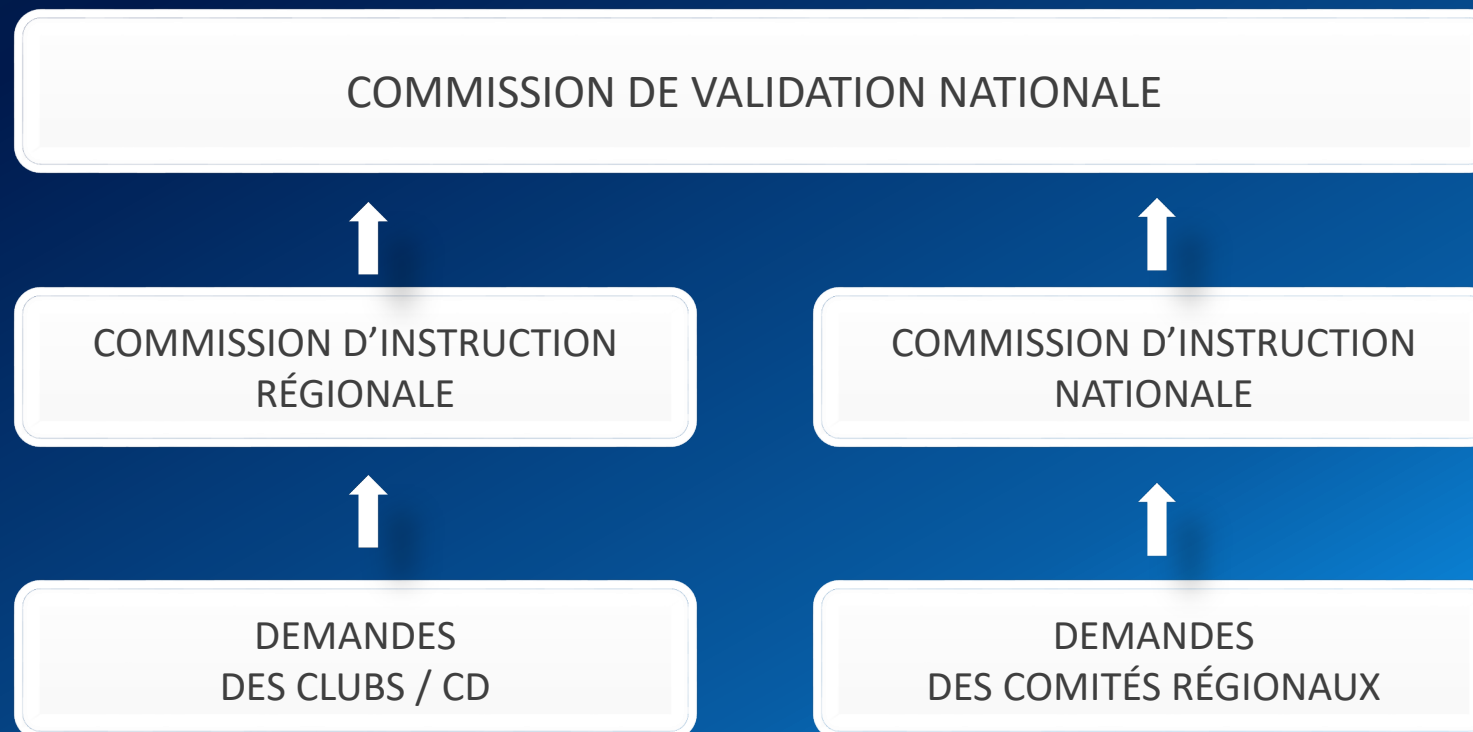 COMMISSION DE VALIDATION NATIONALE
COMMISSION D’INSTRUCTION
RÉGIONALE
COMMISSION D’INSTRUCTION
NATIONALE
DEMANDES
DES CLUBS / CD
DEMANDES
DES COMITÉS RÉGIONAUX